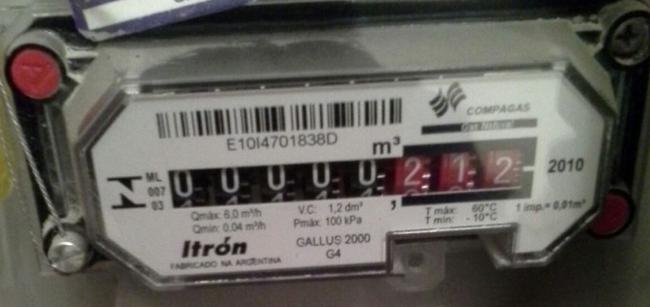 COMPAGAS
Gas Natural
E10I4701838D
m³
ML
007
03
0 0 0 0 0 , 2 1 2
2010
Qmáx: 6,0 m³/h
Qmin: 0.04 m³/h
V.C: 1,2 dm³
Pmáx: 100 kPa
T máx: 60°C
T min: - 10°C
1 imp.= 0,01m³
Itrón
GALLUS 2000
G4
FABRICADO NA ARGENTINA